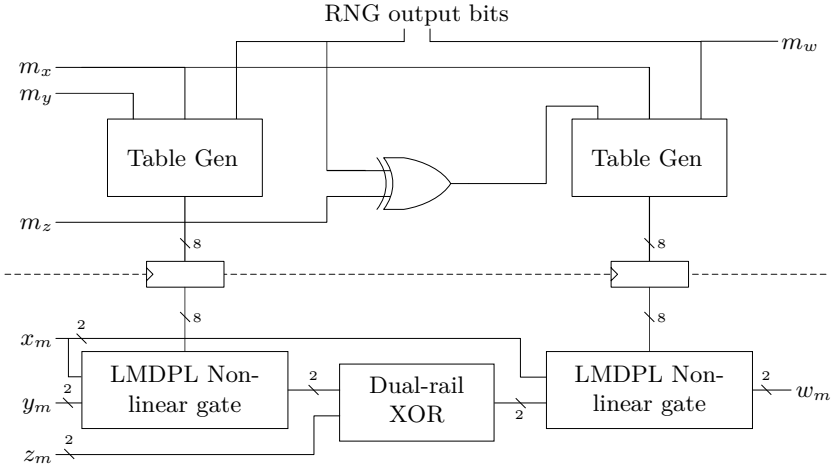 RNG output bits
m_w
m_x
m_y
Table Gen
Table Gen
m_z
8
8
8
8
x_m
2
LMDPL Non-
linear gate
LMDPL Non-
linear gate
Dual-rail
XOR
2
2
2
y_m
2
w_m
2
z_m